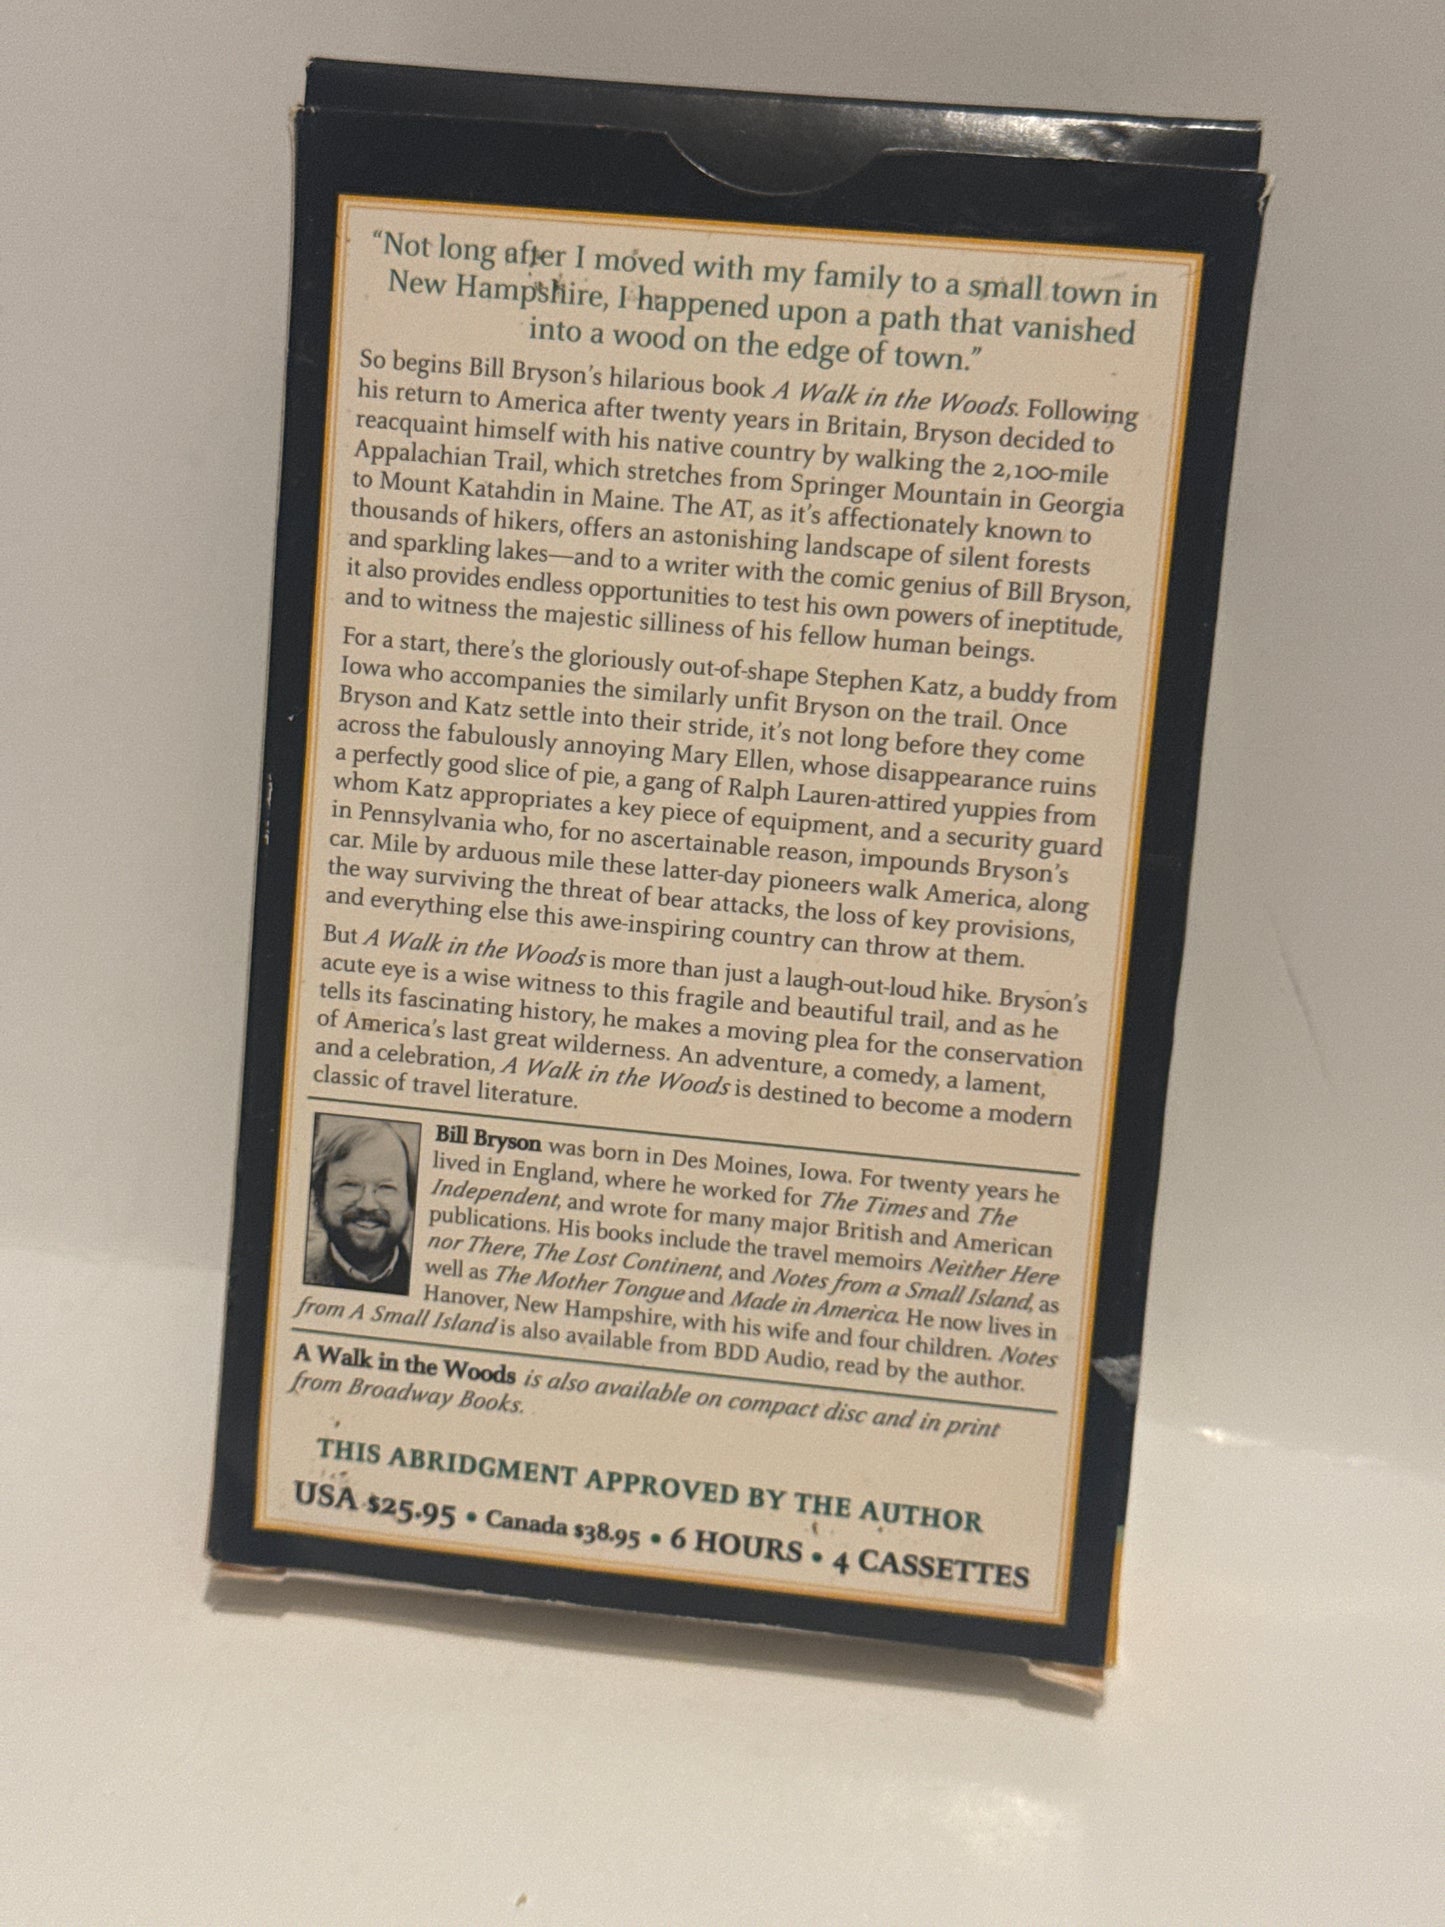 “Not long after I moved with my family to a small town in
New Hampshire, I happened upon a path that vanished
into a wood on the edge of town.”
So begins Bill Bryson’s hilarious book A Walk in the Woods. Following
his return to America after twenty years in Britain, Bryson decided to
reacquaint himself with his native country by walking the 2,100-mile
Appalachian Trail, which stretches from Springer Mountain in Georgia
to Mount Katahdin in Maine. The AT, as it’s affectionately known to
thousands of hikers, offers an astonishing landscape of silent forests
and sparkling lakes—and to a writer with the comic genius of Bill Bryson,
it also provides endless opportunities to test his own powers of ineptitude,
and to witness the majestic silliness of his fellow human beings.
For a start, there’s the gloriously out-of-shape Stephen Katz, a buddy from
Iowa who accompanies the similarly unfit Bryson on the trail. Once
Bryson and Katz settle into their stride, it’s not long before they come
across the fabulously annoying Mary Ellen, whose disappearance ruins
a perfectly good slice of pie, a gang of Ralph Lauren-attired yuppies from
whom Katz appropriates a key piece of equipment, and a security guard
in Pennsylvania who, for no ascertainable reason, impounds Bryson’s
car. Mile by arduous mile these latter-day pioneers walk America, along
the way surviving the threat of bear attacks, the loss of key provisions,
and everything else this awe-inspiring country can throw at them.
But A Walk in the Woods is more than just a laugh-out-loud hike. Bryson’s
acute eye is a wise witness to this fragile and beautiful trail, and as he
tells its fascinating history, he makes a moving plea for the conservation
of America’s last great wilderness. An adventure, a comedy, a lament,
and a celebration, A Walk in the Woods is destined to become a modern
classic of travel literature.
Bill Bryson was born in Des Moines, Iowa. For twenty years he
lived in England, where he worked for The Times and The
Independent, and wrote for many major British and American
publications. His books include the travel memoirs Neither Here
nor There, The Lost Continent, and Notes from a Small Island, as
well as The Mother Tongue and Made in America. He now lives in
Hanover, New Hampshire, with his wife and four children. Notes
from A Small Island is also available from BDD Audio, read by the author.
A Walk in the Woods is also available on compact disc and in print
from Broadway Books.
THIS ABRIDGMENT APPROVED BY THE AUTHOR
USA $25.95 • Canada $38.95 • 6 HOURS • 4 CASSETTES